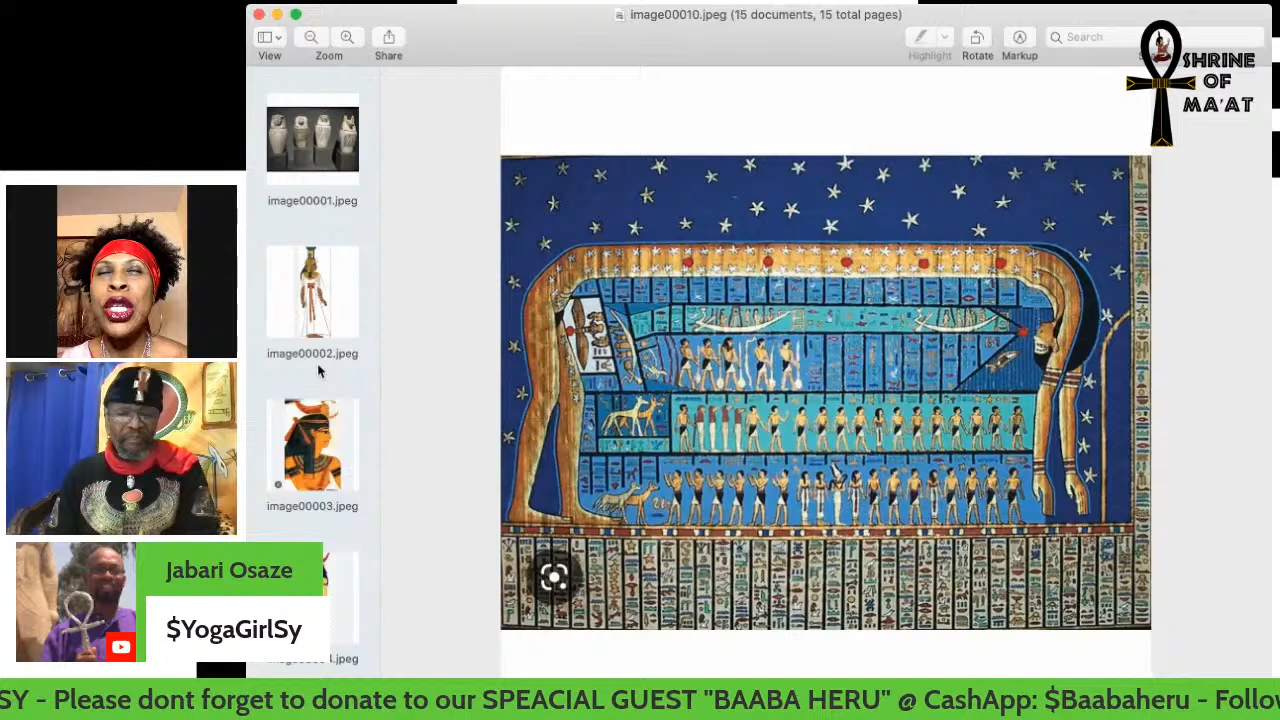 image00010.jpeg (15 documents, 15 total pages)
View
Zoom
Share
Highlight
Rotate
Markup
Search
SHRINE
OF
MA'AT
image00001.jpeg
image00002.jpeg
image00003.jpeg
.jpeg
Jabari Osaze
$YogaGirlSy
SY - Please dont forget to donate to our SPEACIAL GUEST "BAABA HERU" @ CashApp: $Baabaheru - Follow